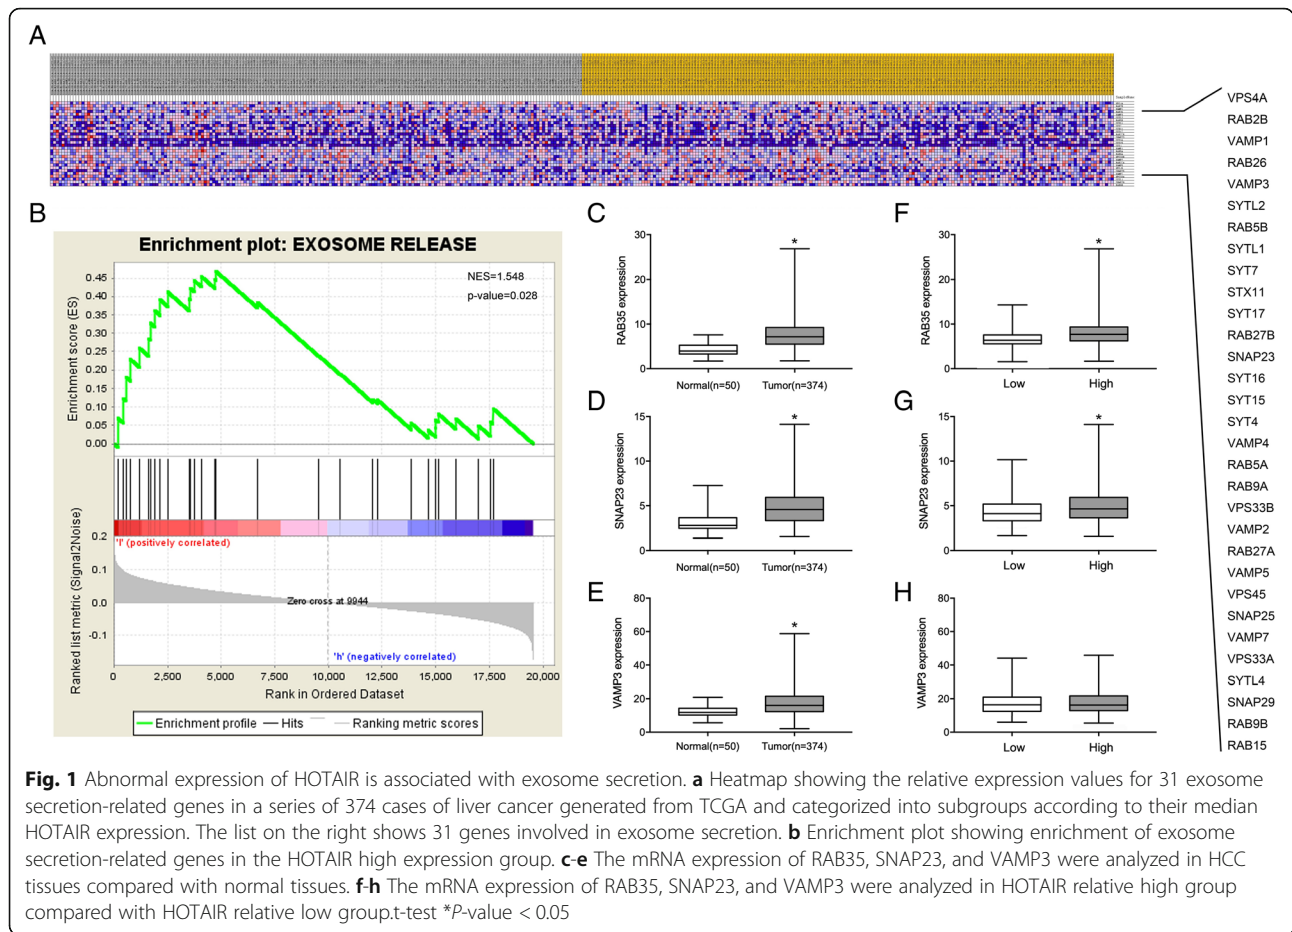 A
VPS4A
RAB2B
VAMP1
RAB26
VAMP3
SYTL2
RAB5B
SYTL1
SYT7
STX11
SYT17
RAB27B
SNAP23
SYT16
SYT15
SYT4
VAMP4
RAB5A
RAB9A
VPS33B
VAMP2
RAB27A
VAMP5
VPS45
SNAP25
VAMP7
VPS33A
SYTL4
SNAP29
RAB9B
RAB15
B
Enrichment plot: EXOSOME RELEASE
NES=1.548
p-value=0.028
Enrichment score (ES)
0.45
0.40
0.35
0.30
0.25
0.20
0.15
0.10
0.05
0.00
'l' (positively correlated)
Ranked list metric (Signal2Noise)
0.2
0.1
0.0
-0.1
Zero cross at 9944
'h' (negatively correlated)
0 2,500 5,000 7,500 10,000 12,500 15,000 17,500 20,000
Rank in Ordered Dataset
Enrichment profile Hits Ranking metric scores
C
RAB35 expression
30
20
10
0
*
Normal(n=50) Tumor(n=374)
F
RAB35 expression
30
20
10
0
*
Low High
D
SNAP23 expression
15
10
5
0
*
Normal(n=50) Tumor(n=374)
G
SNAP23 expression
15
10
5
0
*
Low High
E
VAMP3 expression
80
60
40
20
0
*
Normal(n=50) Tumor(n=374)
H
VAMP3 expression
80
60
40
20
0
Low High
Fig. 1 Abnormal expression of HOTAIR is associated with exosome secretion. a Heatmap showing the relative expression values for 31 exosome
secretion-related genes in a series of 374 cases of liver cancer generated from TCGA and categorized into subgroups according to their median
HOTAIR expression. The list on the right shows 31 genes involved in exosome secretion. b Enrichment plot showing enrichment of exosome
secretion-related genes in the HOTAIR high expression group. c-e The mRNA expression of RAB35, SNAP23, and VAMP3 were analyzed in HCC
tissues compared with normal tissues. f-h The mRNA expression of RAB35, SNAP23, and VAMP3 were analyzed in HOTAIR relative high group
compared with HOTAIR relative low group.t-test *P-value < 0.05